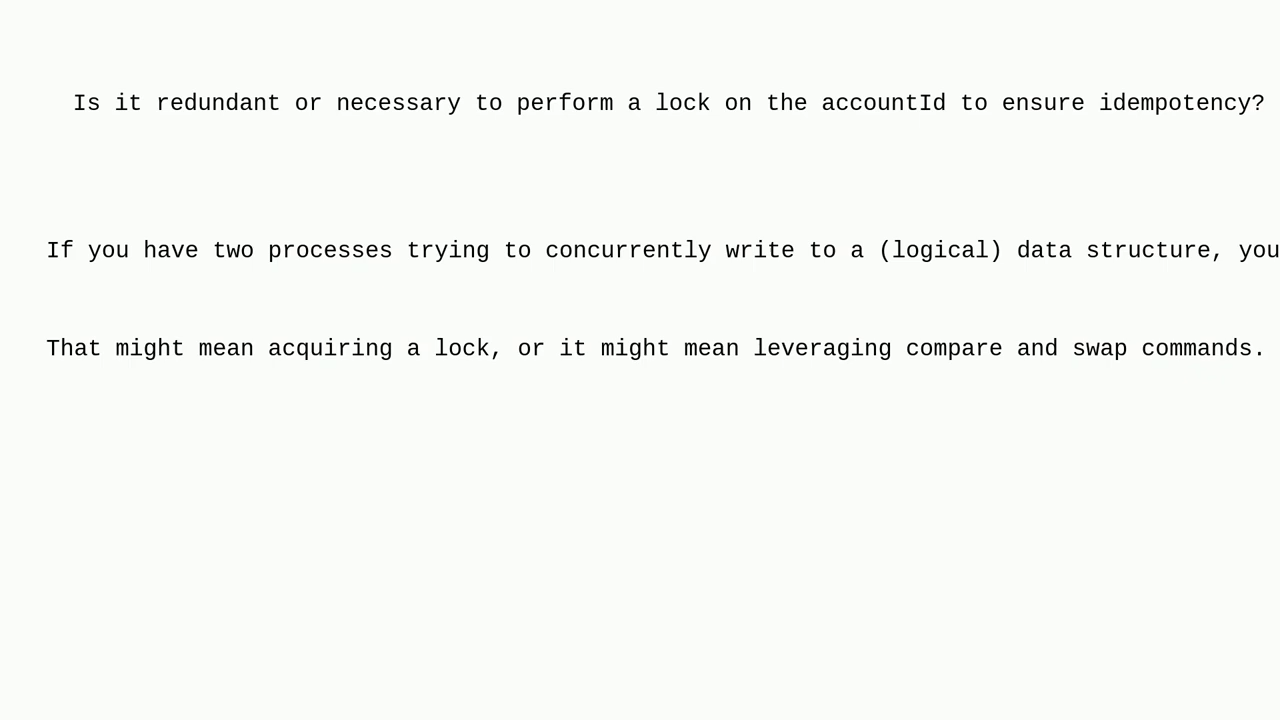 Is it redundant or necessary to perform a lock on the accountId to ensure idempotency?
If you have two processes trying to concurrently write to a (logical) data structure, you
That might mean acquiring a lock, or it might mean leveraging compare and swap commands.